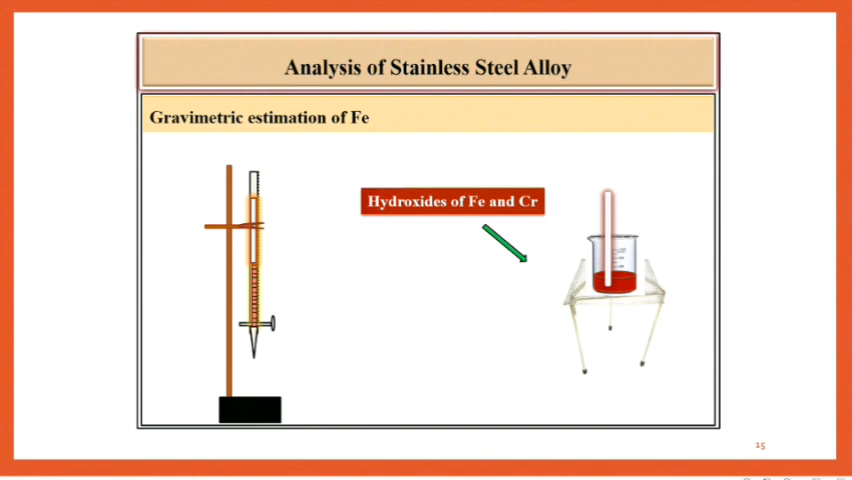 Analysis of Stainless Steel Alloy
Gravimetric estimation of Fe
Hydroxides of Fe and Cr
15